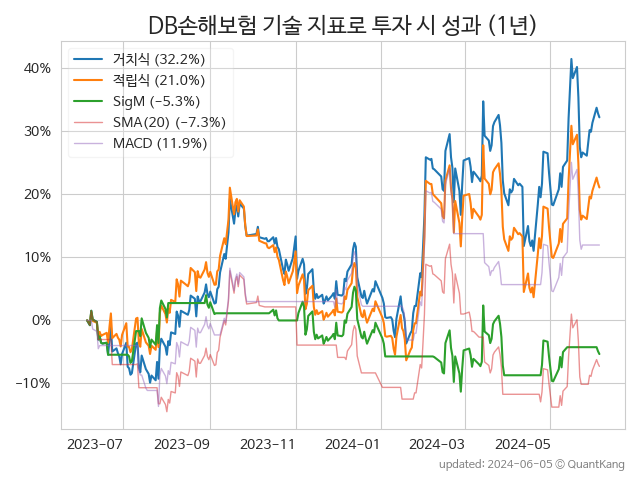 DB손해보험 기술 지표로 투자 시 성과 (1년)
거치식 (32.2%)
적립식 (21.0%)
SigM (−5.3%)
SMA(20) (−7.3%)
MACD (11.9%)
40%
30%
20%
10%
0%
−10%
2023-07 2023-09 2023-11 2024-01 2024-03 2024-05
updated: 2024-06-05 © QuantKang